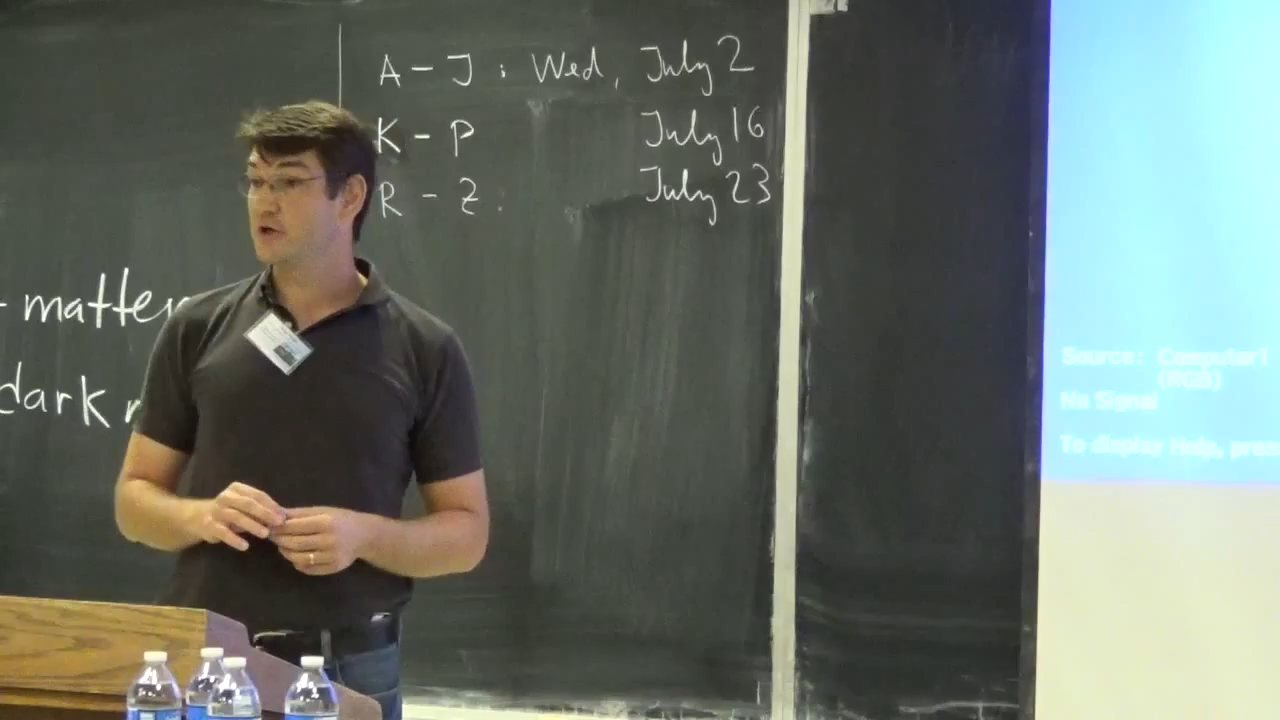 A - J : Wed, July 2
K - P July 16
R - Z : July 23
- matter
dark
Source: Computer1
(RGB)
No Signal
To display Help, press